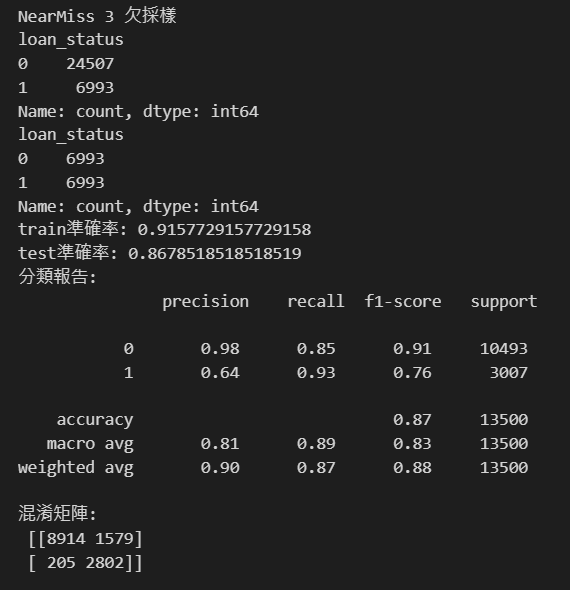 NearMiss 3 欠採樣
loan_status
0    24507
1     6993
Name: count, dtype: int64
loan_status
0    6993
1    6993
Name: count, dtype: int64
train準確率: 0.9157729157729158
test準確率: 0.8678518518518519
分類報告:
              precision    recall  f1-score   support
           0       0.98      0.85      0.91     10493
           1       0.64      0.93      0.76      3007
    accuracy                           0.87     13500
   macro avg       0.81      0.89      0.83     13500
weighted avg       0.90      0.87      0.88     13500
混淆矩陣:
 [[8914 1579]
 [ 205 2802]]